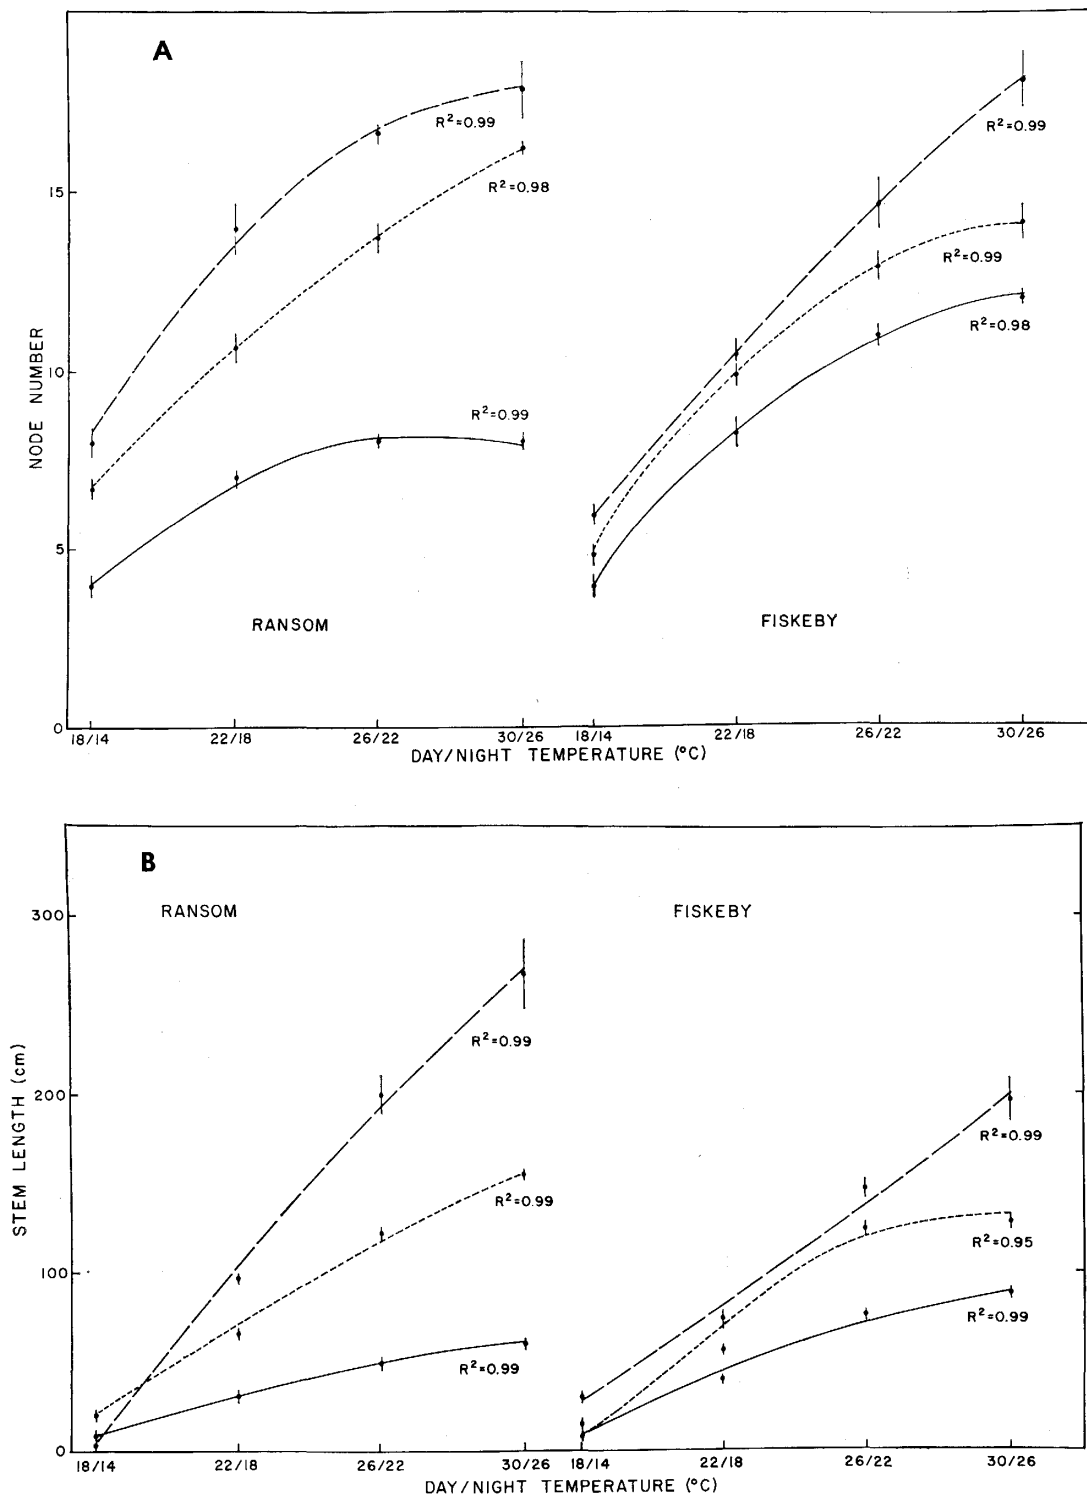 A
R²=0.99
R²=0.98
R²=0.99
R²=0.99
R²=0.99
R²=0.98
15
10
5
0
NODE NUMBER
RANSOM
FISKEBY
18/14 22/18 26/22 30/26 18/14 22/18 26/22 30/26
DAY/NIGHT TEMPERATURE (°C)
B
RANSOM
FISKEBY
300
200
100
0
STEM LENGTH (cm)
R²=0.99
R²=0.99
R²=0.99
R²=0.99
R²=0.95
R²=0.99
18/14 22/18 26/22 30/26 18/14 22/18 26/22 30/26
DAY/NIGHT TEMPERATURE (°C)